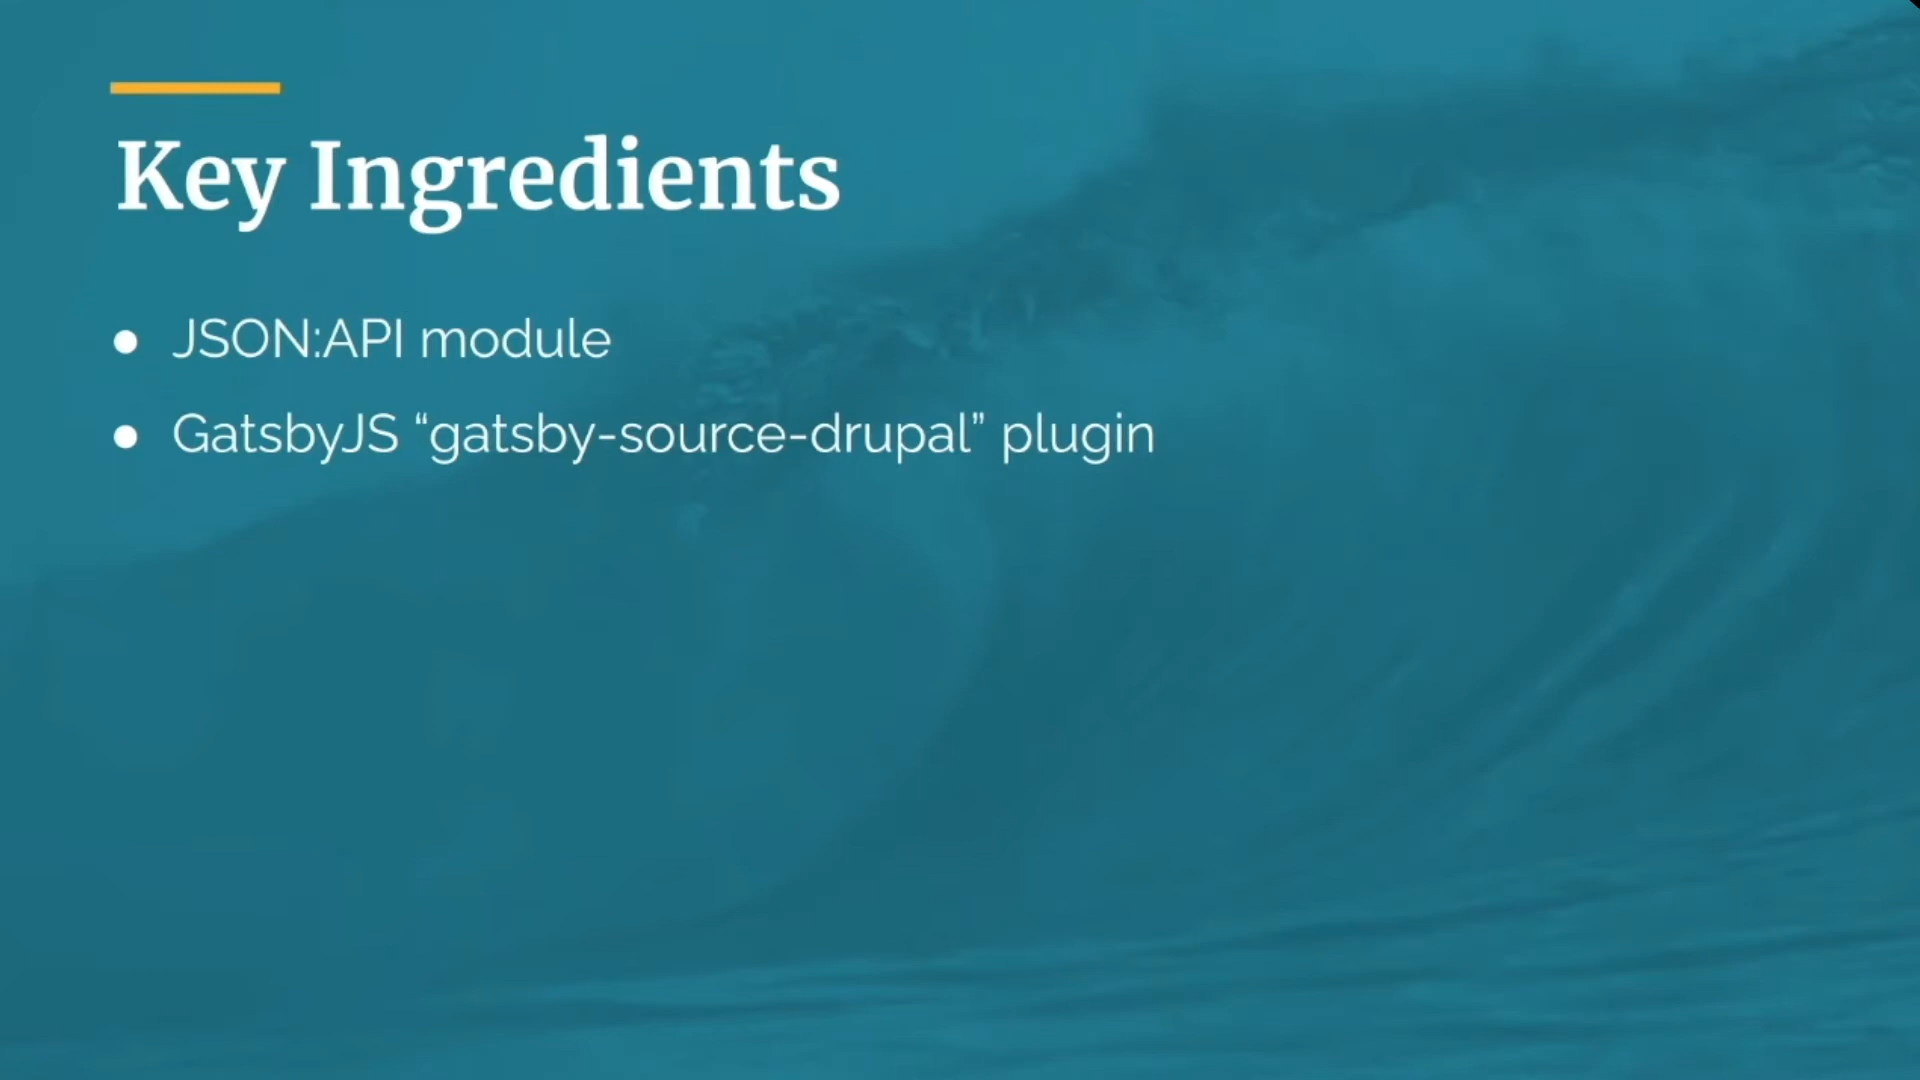 Key Ingredients
● JSON:API module
● GatsbyJS “gatsby-source-drupal” plugin